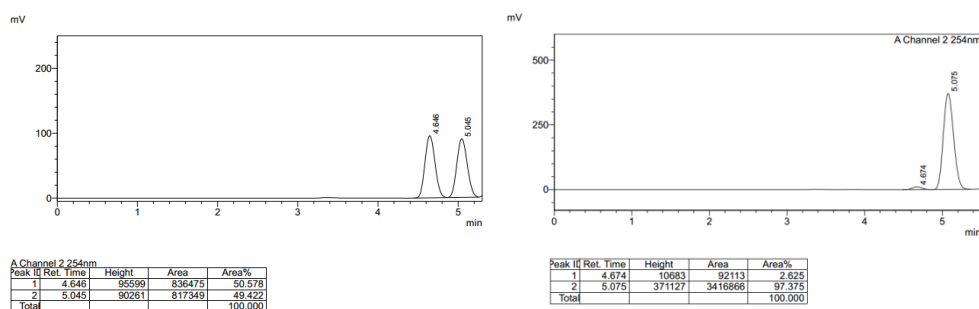 mV
200
100
0
4.646
5.045
0 1 2 3 4 5
min
A Channel 2 254nm
Peak ID Ret. Time Height Area Area%
1 4.646 95599 836475 50.578
2 5.045 90261 817349 49.422
Total 100.000
mV
A Channel 2 254nm
500
250
0
4.674
5.075
0 1 2 3 4 5
min
Peak ID Ret. Time Height Area Area%
1 4.674 10683 92113 2.625
2 5.075 371127 3416866 97.375
Total 100.000